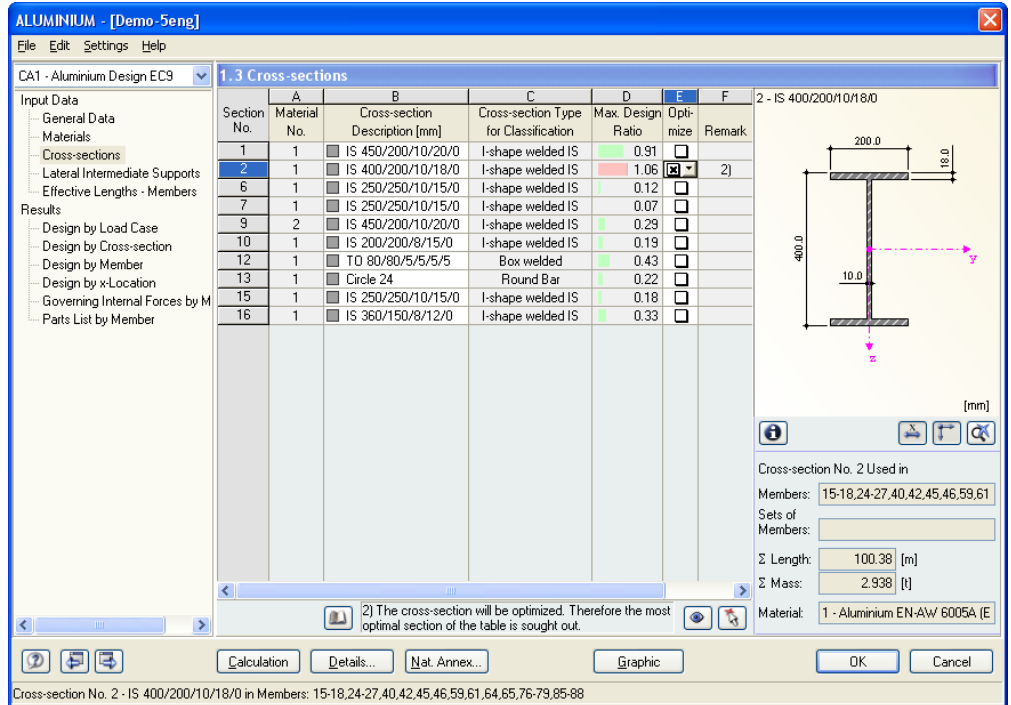 ALUMINIUM - [Demo-5eng]
File Edit Settings Help
CA1 - Aluminium Design EC9
Input Data
General Data
Materials
Cross-sections
Lateral Intermediate Supports
Effective Lengths - Members
Results
Design by Load Case
Design by Cross-section
Design by Member
Design by x-Location
Governing Internal Forces by M
Parts List by Member
1.3 Cross-sections
A B C D E F
Section Material Cross-section Cross-section Type Max. Design Opti-
No. No. Description [mm] for Classification Ratio mize Remark
1 1 IS 450/200/10/20/0 I-shape welded IS 0.91
2 1 IS 400/200/10/18/0 I-shape welded IS 1.06 2)
6 1 IS 250/250/10/15/0 I-shape welded IS 0.12
7 1 IS 250/250/10/15/0 I-shape welded IS 0.07
9 2 IS 450/200/10/20/0 I-shape welded IS 0.29
10 1 IS 200/200/8/15/0 I-shape welded IS 0.19
12 1 TO 80/80/5/5/5/5 Box welded 0.43
13 1 Circle 24 Round Bar 0.22
15 1 IS 250/250/10/15/0 I-shape welded IS 0.18
16 1 IS 360/150/8/12/0 I-shape welded IS 0.33
2) The cross-section will be optimized. Therefore the most
optimal section of the table is sought out.
2 - IS 400/200/10/18/0
200.0
18.0
400.0
10.0
y
z
[mm]
Cross-section No. 2 Used in
Members: 15-18,24-27,40,42,45,46,59,61
Sets of
Members:
Σ Length: 100.38 [m]
Σ Mass: 2.938 [t]
Material: 1 - Aluminium EN-AW 6005A (E
Calculation Details... Nat. Annex... Graphic OK Cancel
Cross-section No. 2 - IS 400/200/10/18/0 in Members: 15-18,24-27,40,42,45,46,59,61,64,65,76-79,85-88